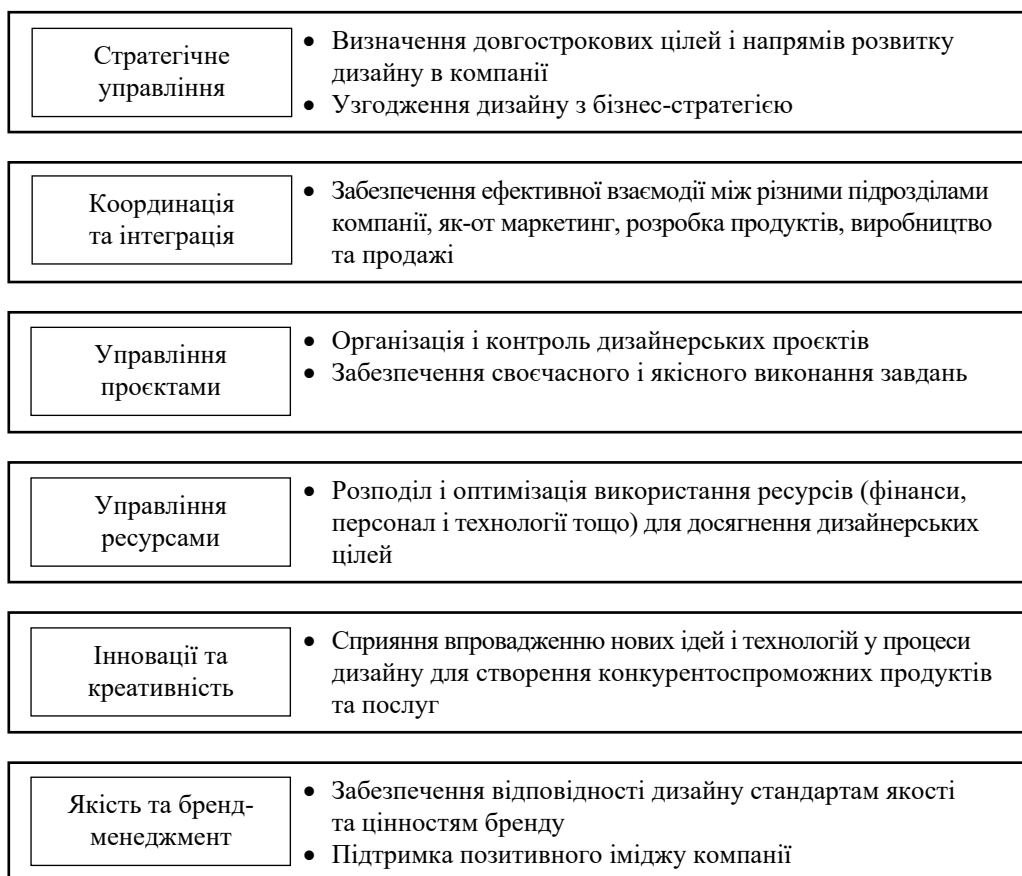 Стратегічне
управління
• Визначення довгострокових цілей і напрямів розвитку
дизайну в компанії
• Узгодження дизайну з бізнес-стратегією
Координація
та інтеграція
• Забезпечення ефективної взаємодії між різними підрозділами
компанії, як-от маркетинг, розробка продуктів, виробництво
та продажі
Управління
проєктами
• Організація і контроль дизайнерських проєктів
• Забезпечення своєчасного і якісного виконання завдань
Управління
ресурсами
• Розподіл і оптимізація використання ресурсів (фінанси,
персонал і технології тощо) для досягнення дизайнерських
цілей
Інновації та
креативність
• Сприяння впровадженню нових ідей і технологій у процеси
дизайну для створення конкурентоспроможних продуктів
та послуг
Якість та бренд-
менеджмент
• Забезпечення відповідності дизайну стандартам якості
та цінностям бренду
• Підтримка позитивного іміджу компанії